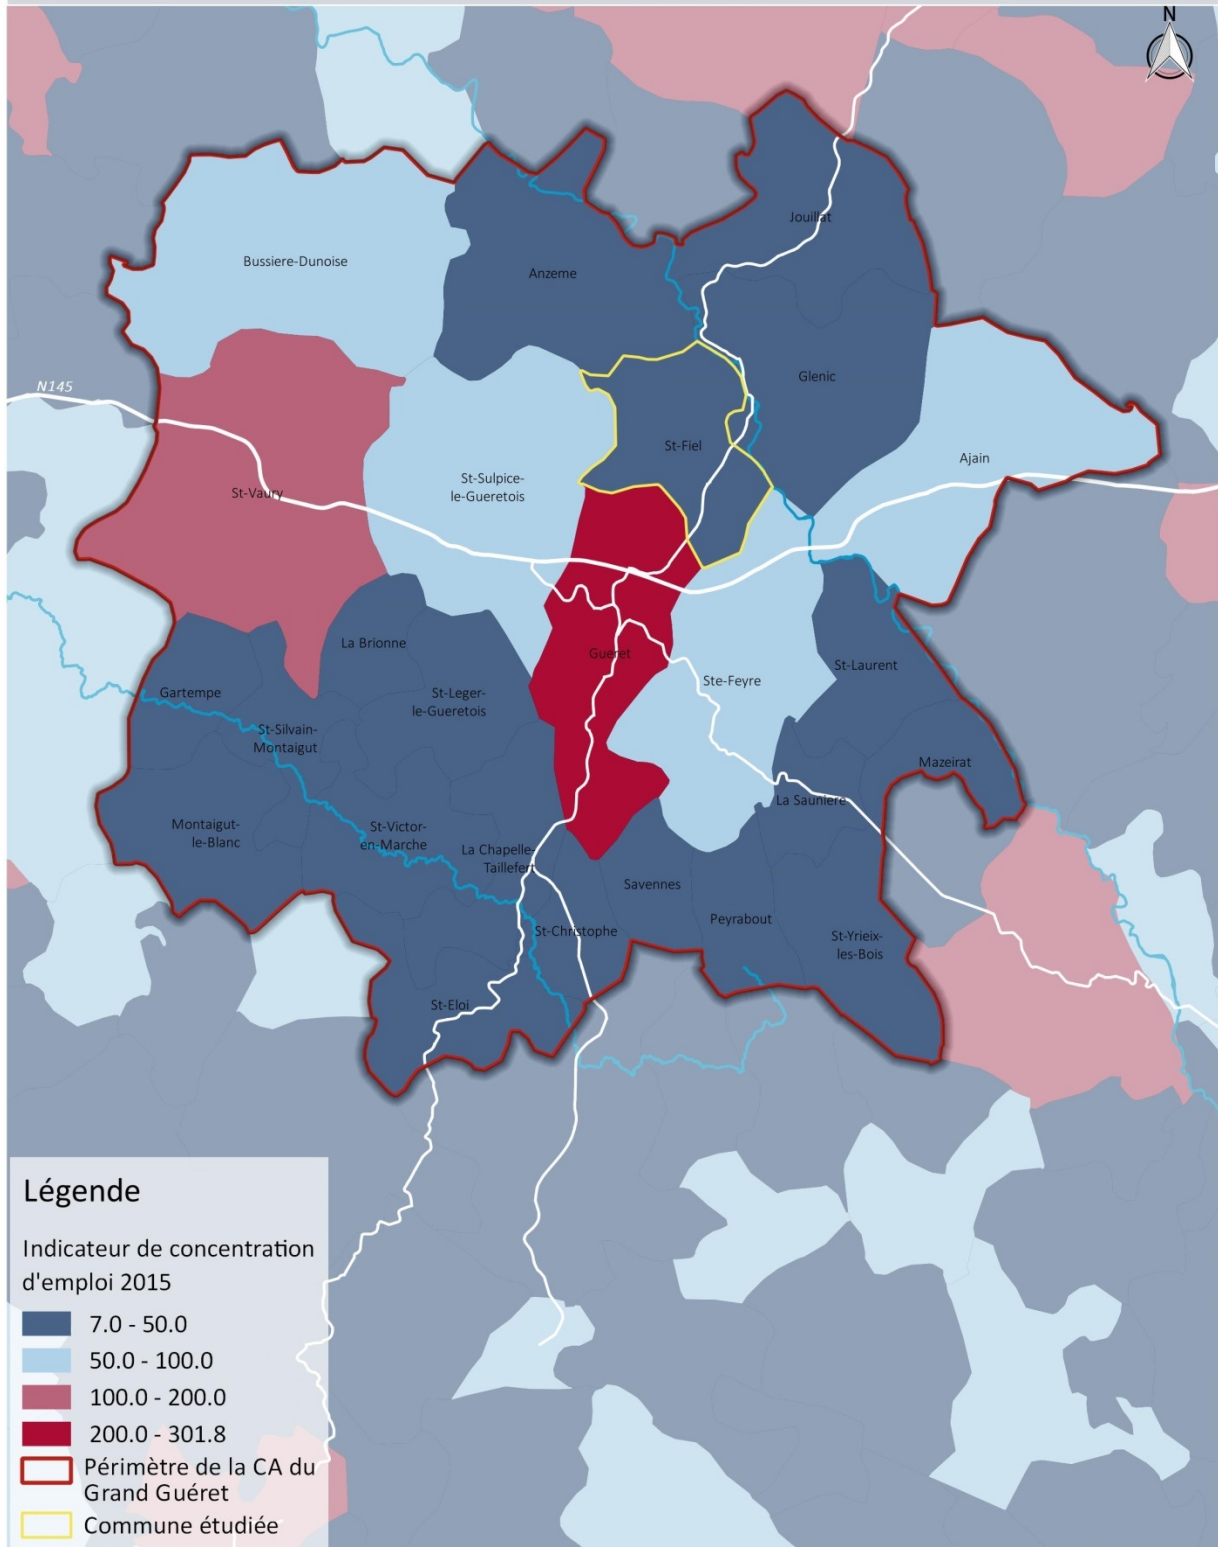 N
Jouillat
Bussiere-Dunoise
Anzeme
Glenic
N145
St-Fiel
Ajain
St-Vaury
St-Sulpice-
le-Gueretois
La Brionne
Gueret
St-Laurent
Ste-Feyre
Gartempe
St-Leger-
le-Gueretois
St-Silvain-
Montaigut
Mazeirat
La Sauniere
Montaigut-
le-Blanc
St-Victor-
en-Marche
La Chapelle-
Taillefert
Savennes
Peyrabout
St-Christophe
St-Yrieix-
les-Bois
St-Eloi
Légende
Indicateur de concentration
d'emploi 2015
7.0 - 50.0
50.0 - 100.0
100.0 - 200.0
200.0 - 301.8
Périmètre de la CA du
Grand Guéret
Commune étudiée